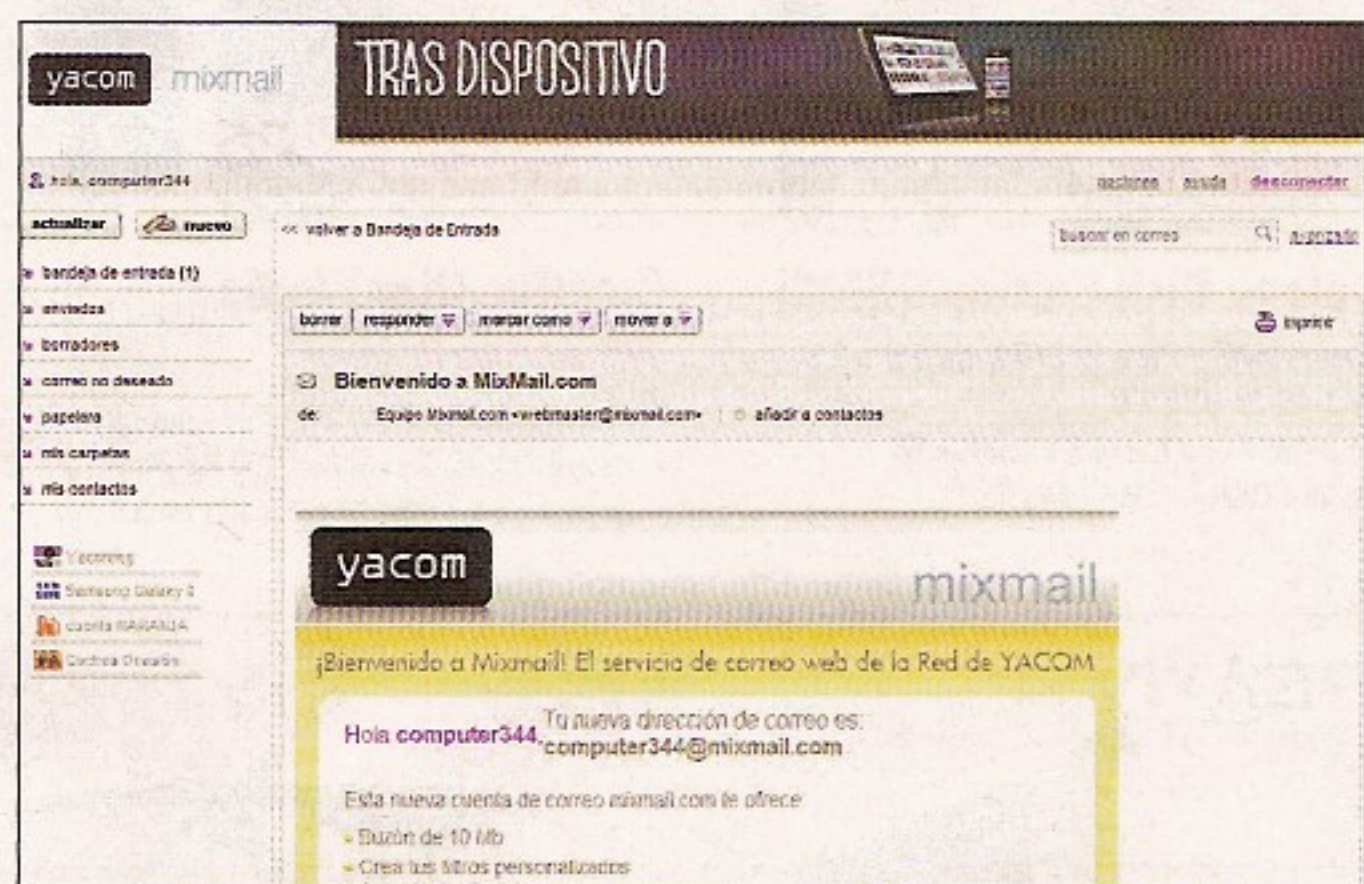 yacom mixmail
TRAS DISPOSITIVO
hola, computer344
opciones ayuda desconectar
actualizar nuevo
<< volver a Bandeja de Entrada
buscar en correo avanzado
bandeja de entrada (1)
enviados
borradores
correo no deseado
papelera
mis carpetas
mis contactos
borrar responder marcar como mover a
imprimir
Bienvenido a MixMail.com
de: Equipo Mixmail.com <webmaster@mixmail.com> añadir a contactos
Samsung Galaxy
cuenta NARANJA
yacom
mixmail
¡Bienvenido a Mixmail! El servicio de correo web de la Red de YACOM
Hola computer344,
Tu nueva dirección de correo es:
computer344@mixmail.com
Esta nueva cuenta de correo mixmail.com te ofrece
Buzón de 10 Mb
Crea tus filtros personalizados